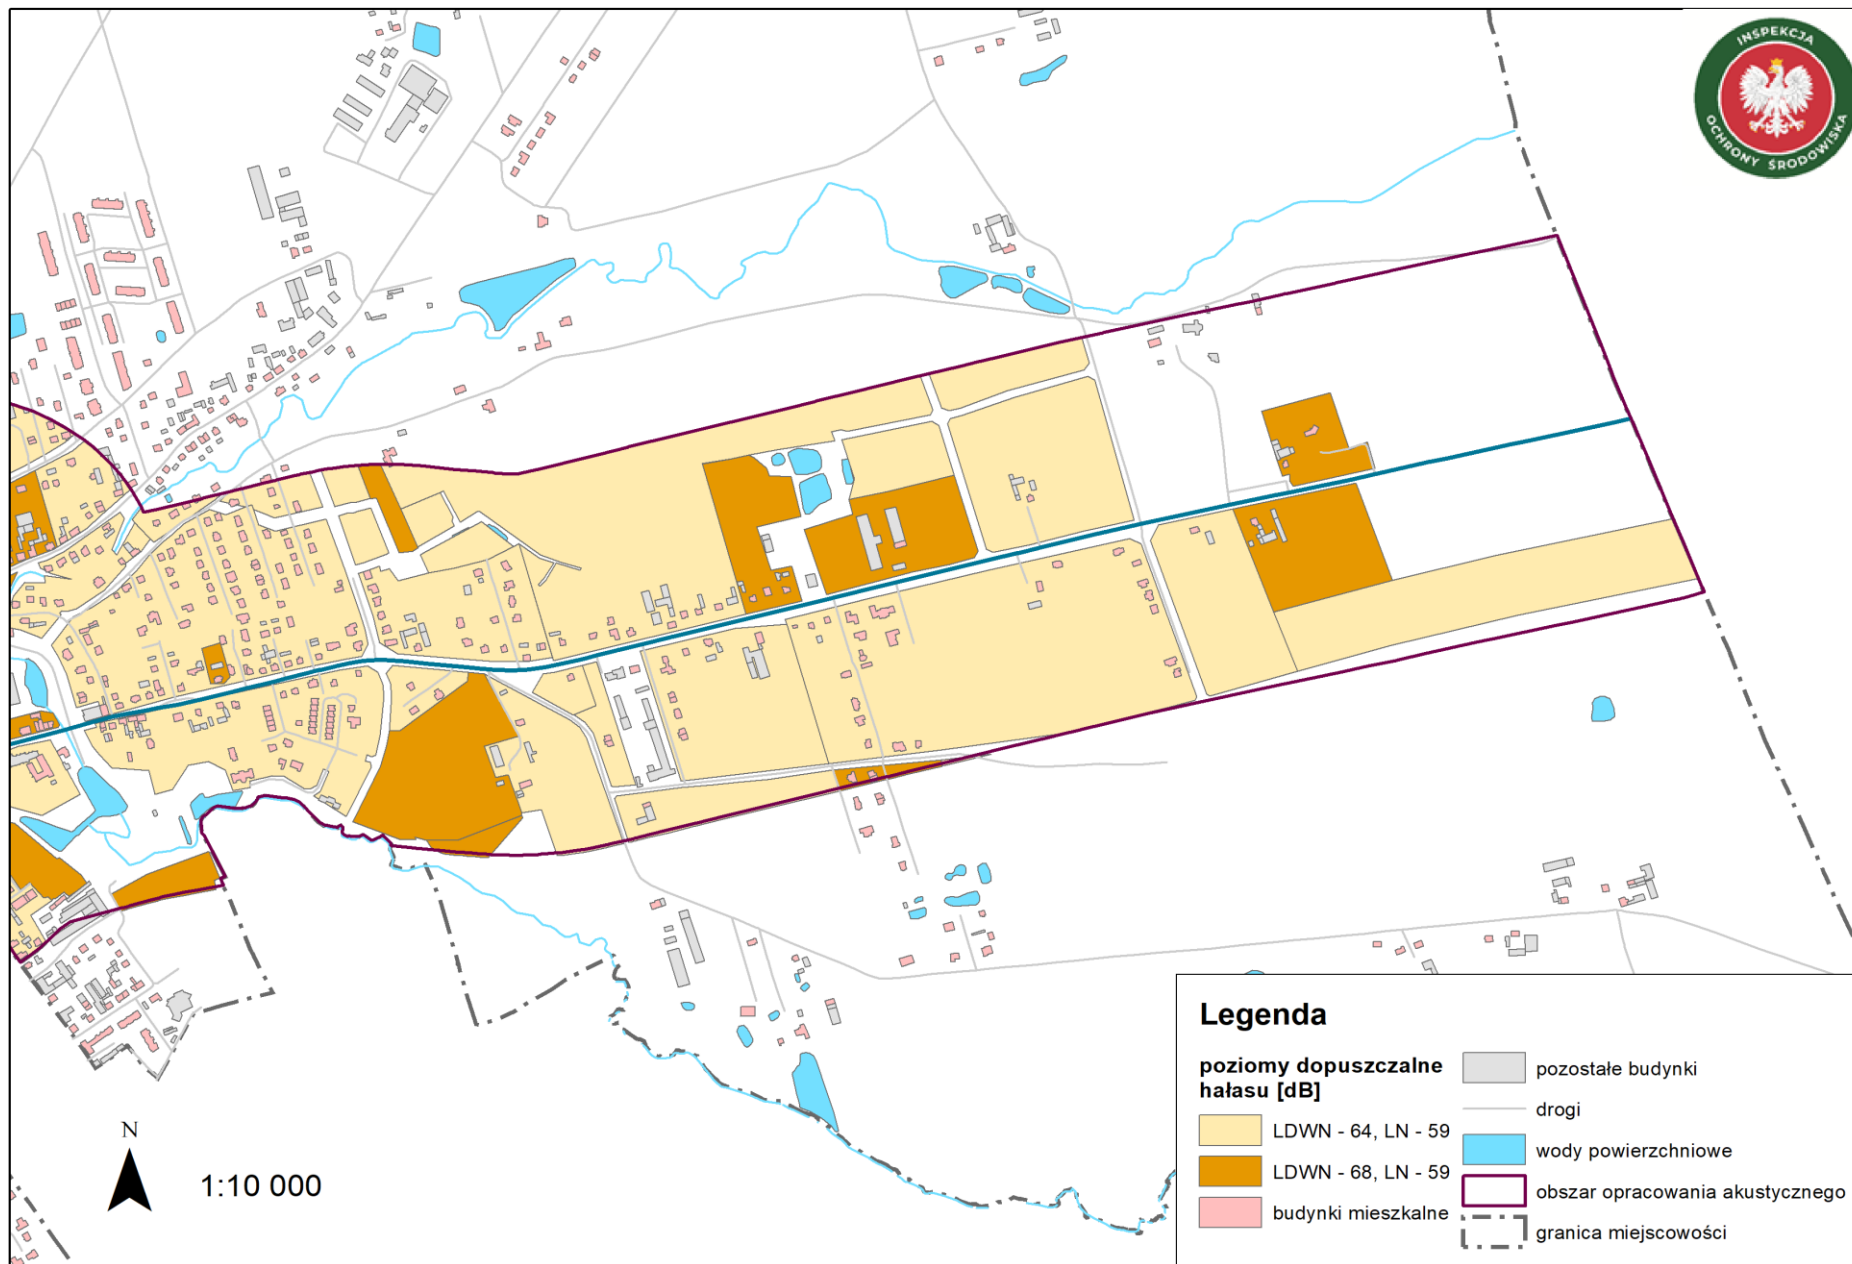 INSPEKCJA
OCHRONY ŚRODOWISKA
Legenda
poziomy dopuszczalne
hałasu [dB]
LDWN - 64, LN - 59
LDWN - 68, LN - 59
budynki mieszkalne
pozostałe budynki
drogi
wody powierzchniowe
obszar opracowania akustycznego
granica miejscowości
N
1:10 000